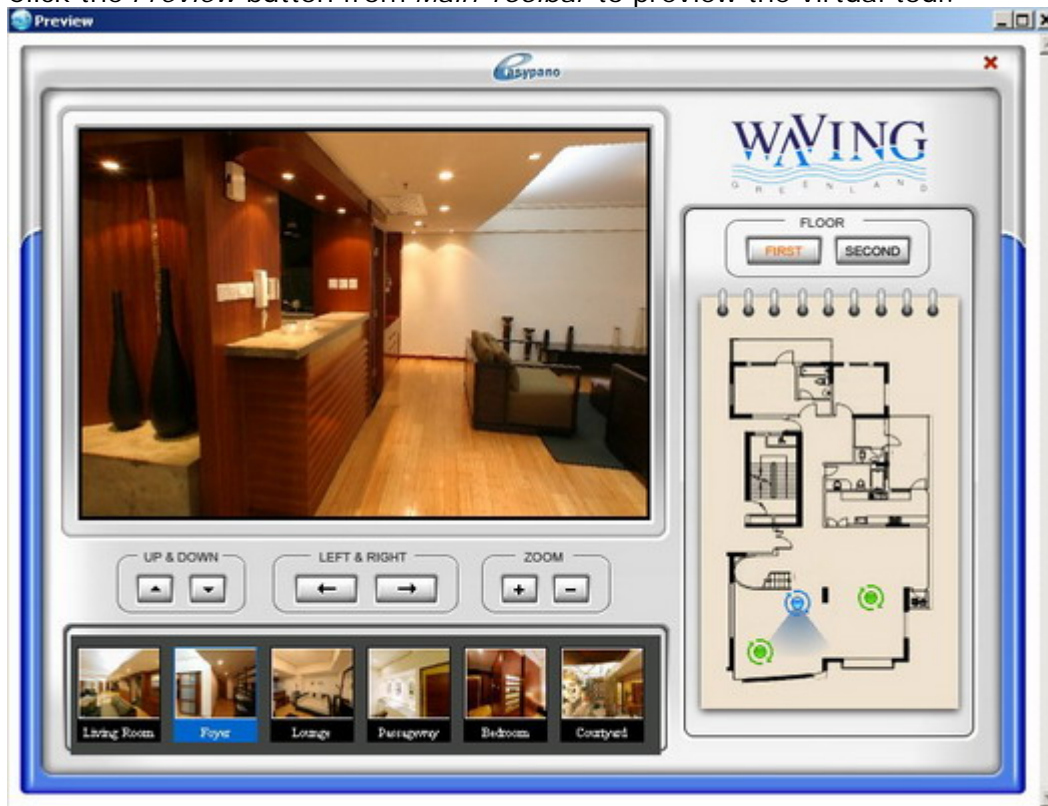 Click the Preview button from Main Toolbar to preview the virtual tour.
Preview
easypano
WAVING
GREENLAND
FLOOR
FIRST SECOND
UP & DOWN LEFT & RIGHT ZOOM
Living Room Foyer Lounge Passageway Bedroom Courtyard